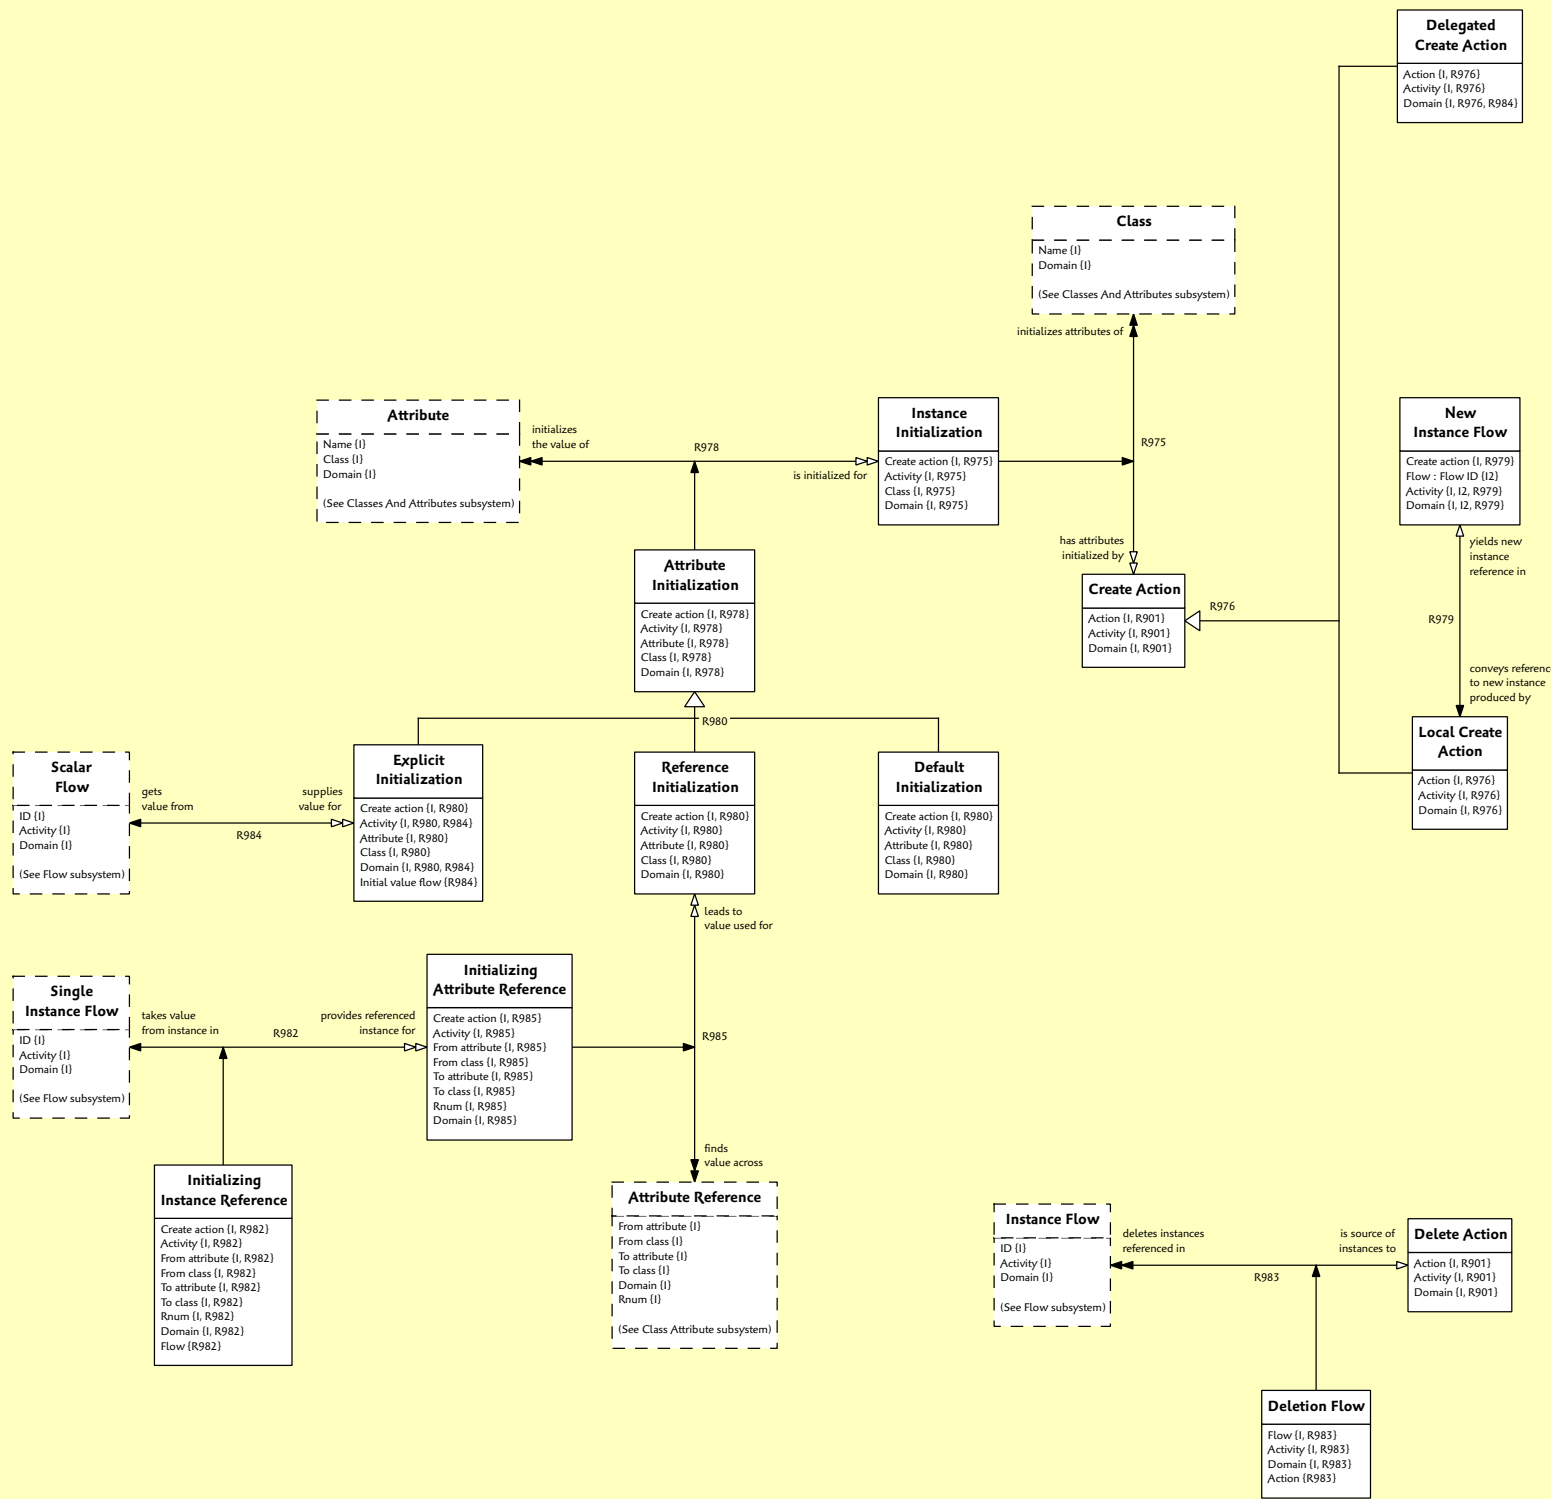 Delegated
Create Action
Action {I, R976}
Activity {I, R976}
Domain {I, R976, R984}
Class
Name {I}
Domain {I}
(See Classes And Attributes subsystem)
initializes attributes of
R975
has attributes
initialized by
Attribute
Name {I}
Class {I}
Domain {I}
(See Classes And Attributes subsystem)
initializes
the value of
R978
is initialized for
Instance
Initialization
Create action {I, R975}
Activity {I, R975}
Class {I, R975}
Domain {I, R975}
New
Instance Flow
Create action {I, R979}
Flow : Flow ID {I2}
Activity {I, I2, R979}
Domain {I, I2, R979}
yields new
instance
reference in
R979
conveys referenc
to new instance
produced by
Attribute
Initialization
Create action {I, R978}
Activity {I, R978}
Attribute {I, R978}
Class {I, R978}
Domain {I, R978}
Create Action
Action {I, R901}
Activity {I, R901}
Domain {I, R901}
R976
Local Create
Action
Action {I, R976}
Activity {I, R976}
Domain {I, R976}
R980
Scalar
Flow
ID {I}
Activity {I}
Domain {I}
(See Flow subsystem)
gets
value from
R984
supplies
value for
Explicit
Initialization
Create action {I, R980}
Activity {I, R980, R984}
Attribute {I, R980}
Class {I, R980}
Domain {I, R980, R984}
Initial value flow {R984}
Reference
Initialization
Create action {I, R980}
Activity {I, R980}
Attribute {I, R980}
Class {I, R980}
Domain {I, R980}
Default
Initialization
Create action {I, R980}
Activity {I, R980}
Attribute {I, R980}
Class {I, R980}
Domain {I, R980}
leads to
value used for
R985
finds
value across
Single
Instance Flow
ID {I}
Activity {I}
Domain {I}
(See Flow subsystem)
takes value
from instance in
R982
provides referenced
instance for
Initializing
Attribute Reference
Create action {I, R985}
Activity {I, R985}
From attribute {I, R985}
From class {I, R985}
To attribute {I, R985}
To class {I, R985}
Rnum {I, R985}
Domain {I, R985}
Initializing
Instance Reference
Create action {I, R982}
Activity {I, R982}
From attribute {I, R982}
From class {I, R982}
To attribute {I, R982}
To class {I, R982}
Rnum {I, R982}
Domain {I, R982}
Flow {R982}
Attribute Reference
From attribute {I}
From class {I}
To attribute {I}
To class {I}
Domain {I}
Rnum {I}
(See Class Attribute subsystem)
Instance Flow
ID {I}
Activity {I}
Domain {I}
(See Flow subsystem)
deletes instances
referenced in
R983
is source of
instances to
Delete Action
Action {I, R901}
Activity {I, R901}
Domain {I, R901}
Deletion Flow
Flow {I, R983}
Activity {I, R983}
Domain {I, R983}
Action {R983}